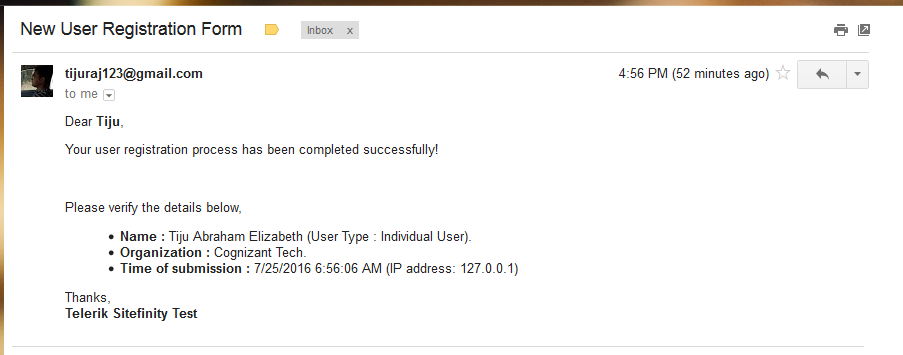 New User Registration Form
Inbox x
tijuraj123@gmail.com
4:56 PM (52 minutes ago)
to me
Dear Tiju,
Your user registration process has been completed successfully!
Please verify the details below,
• Name : Tiju Abraham Elizabeth (User Type : Individual User).
• Organization : Cognizant Tech.
• Time of submission : 7/25/2016 6:56:06 AM (IP address: 127.0.0.1)
Thanks,
Telerik Sitefinity Test